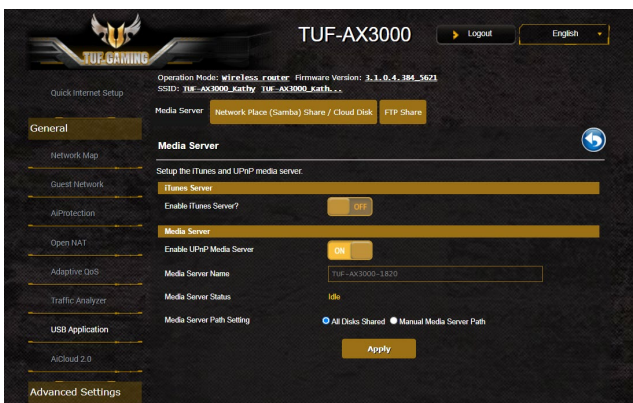 TUF GAMING
TUF-AX3000
Logout
English
Operation Mode: Wireless router Firmware Version: 3.1.0.4.384_5621
SSID: TUF-AX3000_Kathy TUF-AX3000_Kath...
Quick Internet Setup
General
Network Map
Guest Network
AiProtection
Open NAT
Adaptive QoS
Traffic Analyzer
USB Application
AiCloud 2.0
Advanced Settings
Media Server
Network Place (Samba) Share / Cloud Disk
FTP Share
Media Server
Setup the iTunes and UPnP media server.
iTunes Server
Enable iTunes Server?
OFF
Media Server
Enable UPnP Media Server
ON
Media Server Name
TUF-AX3000-1820
Media Server Status
Idle
Media Server Path Setting
All Disks Shared Manual Media Server Path
Apply